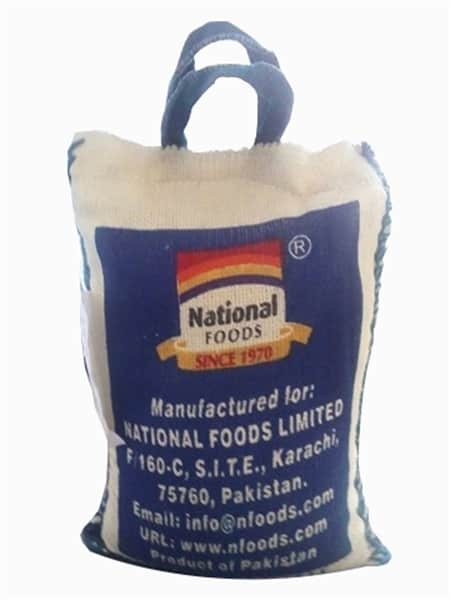 ®
National
FOODS
SINCE 1970
Manufactured for:
NATIONAL FOODS LIMITED
F/160-C, S.I.T.E., Karachi,
75760, Pakistan.
Email: info@nfoods.com
URL: www.nfoods.com
Product of Pakistan